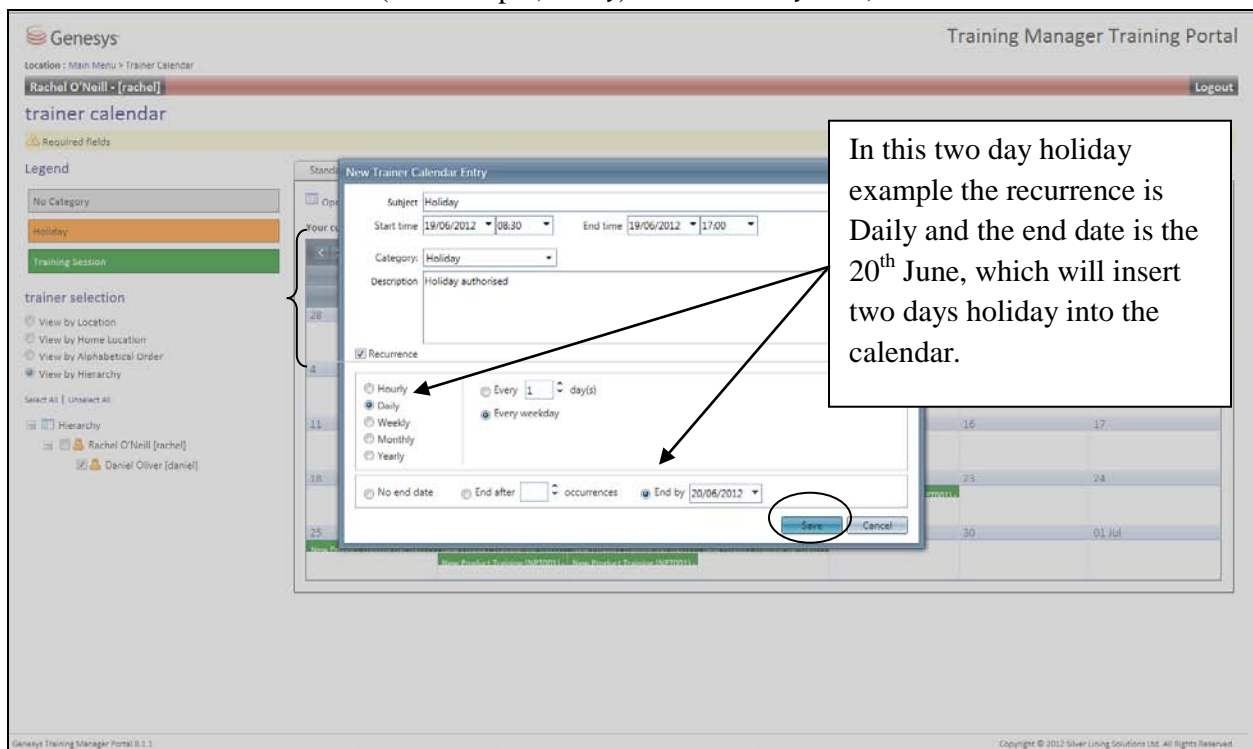 Genesys
Training Manager Training Portal
Location : Main Menu > Trainer Calendar
Rachel O'Neill - [rachel]
Logout
trainer calendar
Required fields
Legend
No Category
Holiday
Training Session
trainer selection
View by Location
View by Home Location
View by Alphabetical Order
View by Hierarchy
Select All | Unselect All
Hierarchy
Rachel O'Neill [rachel]
Daniel Oliver [daniel]
New Trainer Calendar Entry
Subject Holiday
Start time 19/06/2012 08:30 End time 19/06/2012 17:00
Category: Holiday
Description Holiday authorised
Recurrence
Hourly
Daily
Weekly
Monthly
Yearly
Every 1 day(s)
Every weekday
No end date End after occurrences End by 20/06/2012
Save Cancel
In this two day holiday
example the recurrence is
Daily and the end date is the
20th June, which will insert
two days holiday into the
calendar.
28
4
11 16 17
18 23 24
25 30 01 Jul
New Product Training New Product Training
Genesys Training Manager Portal 8.1.1
Copyright © 2012 Silver Lining Solutions Ltd. All Rights Reserved.